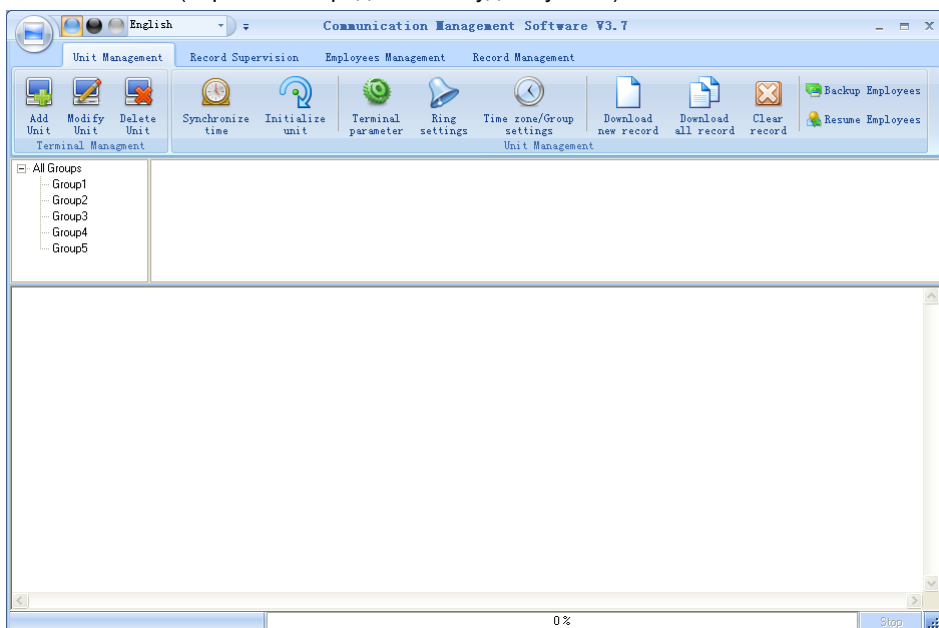 English
Communication Management Software V3.7
Unit Management
Record Supervision
Employees Management
Record Management
Add Unit
Modify Unit
Delete Unit
Synchronize time
Initialize unit
Terminal parameter
Ring settings
Time zone/Group settings
Download new record
Download all record
Clear record
Backup Employees
Resume Employees
Terminal Managment
Unit Management
All Groups
Group1
Group2
Group3
Group4
Group5
0%
Stop